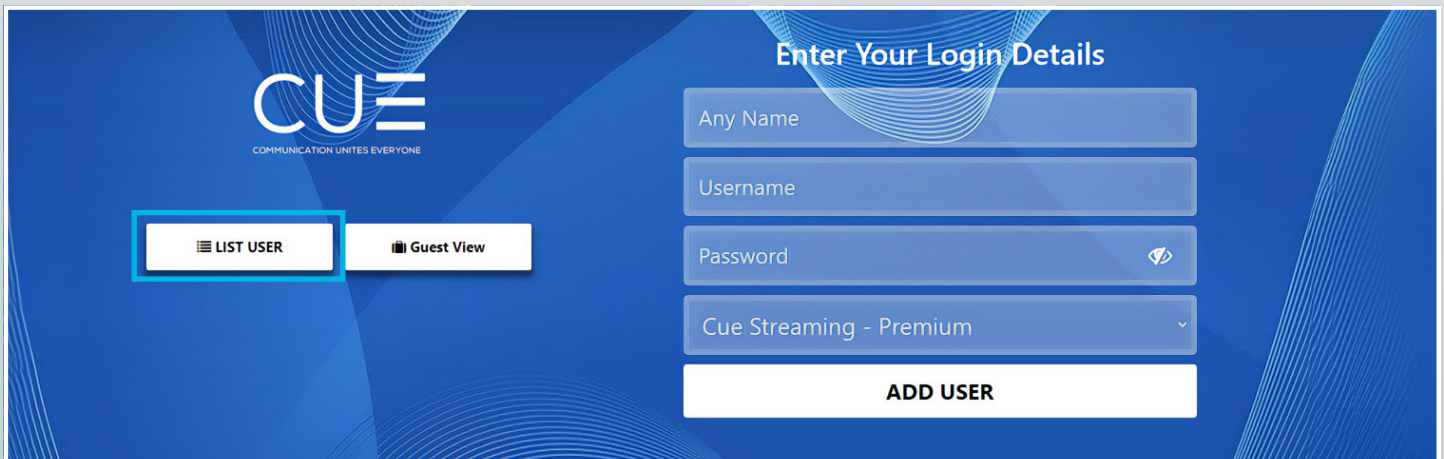 CUE
COMMUNICATION UNITES EVERYONE
LIST USER
Guest View
Enter Your Login Details
Any Name
Username
Password
Cue Streaming - Premium
ADD USER